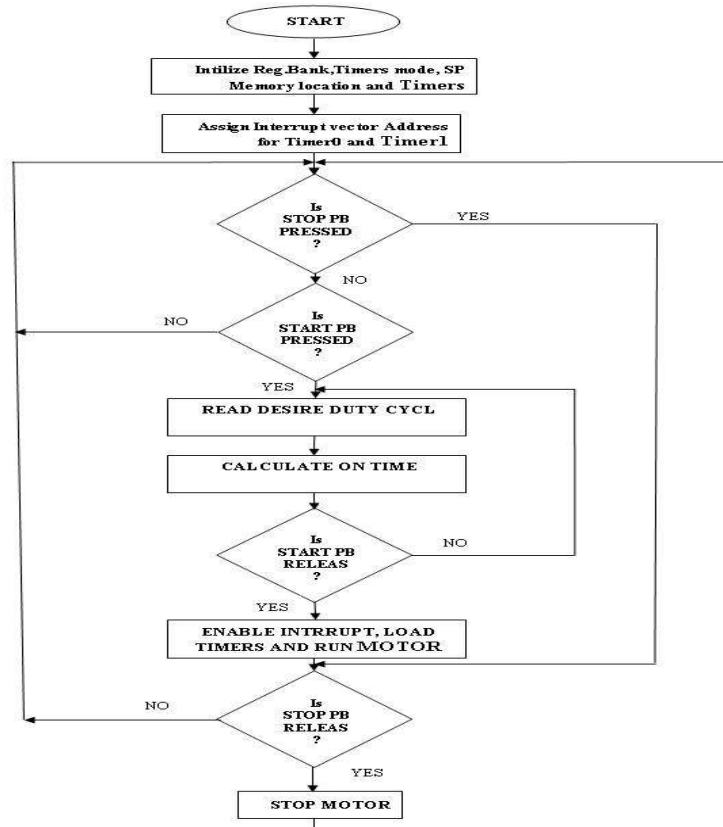 START
Intilize Reg.Bank,Timers mode, SP
Memory location and Timers
Assign Interrupt vector Address
for Timer0 and Timer1
Is
STOP PB
PRESSED
?
YES
NO
Is
START PB
PRESSED
?
NO
YES
READ DESIRE DUTY CYCL
CALCULATE ON TIME
Is
START PB
RELEAS
?
NO
YES
ENABLE INTRRUPT, LOAD
TIMERS AND RUN MOTOR
Is
STOP PB
RELEAS
?
NO
YES
STOP MOTOR